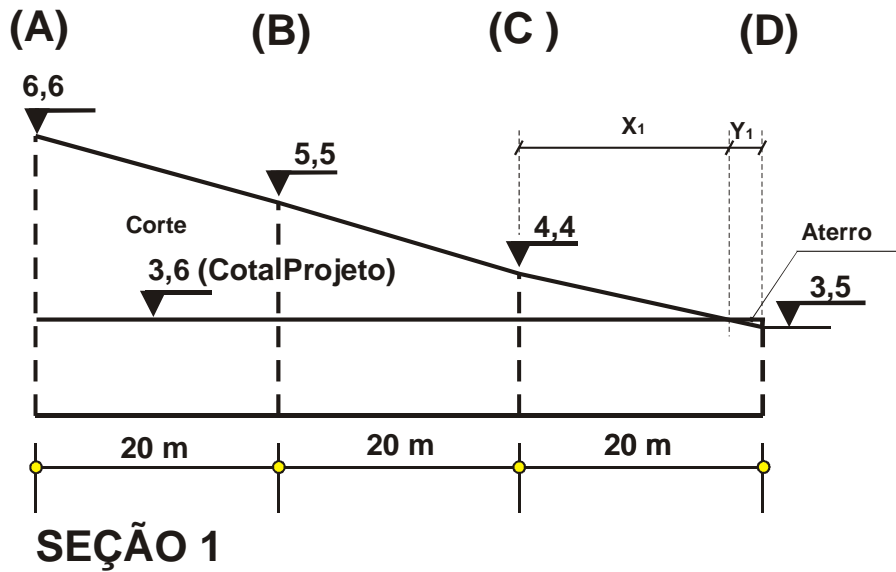 (A) (B) (C ) (D)
6,6
X1 Y1
5,5
Corte
4,4
Aterro
3,6 (CotalProjeto)
3,5
20 m 20 m 20 m
SEÇÃO 1